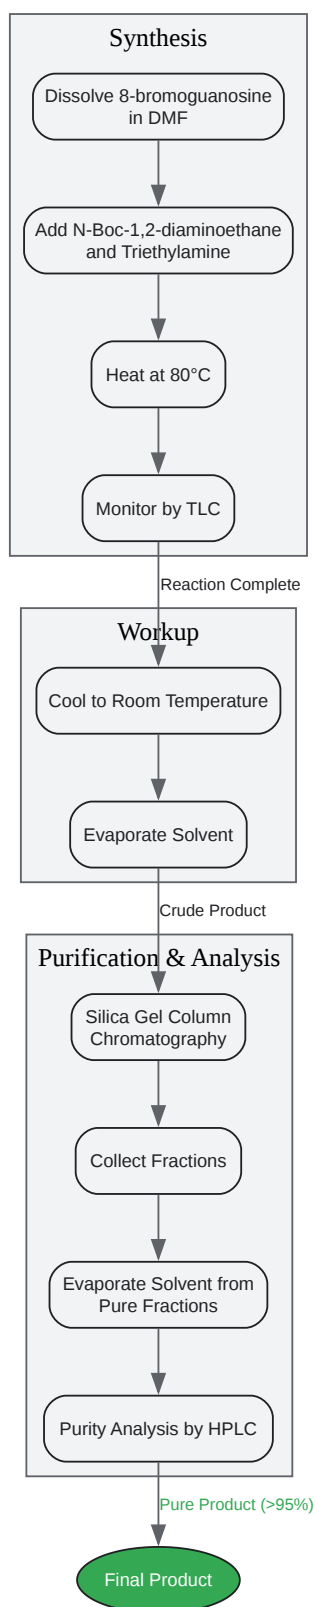 Synthesis
Dissolve 8-bromoguanosine
in DMF
Add N-Boc-1,2-diaminoethane
and Triethylamine
Heat at 80°C
Monitor by TLC
Reaction Complete
Workup
Cool to Room Temperature
Evaporate Solvent
Crude Product
Purification & Analysis
Silica Gel Column
Chromatography
Collect Fractions
Evaporate Solvent from
Pure Fractions
Purity Analysis by HPLC
Pure Product (>95%)
Final Product